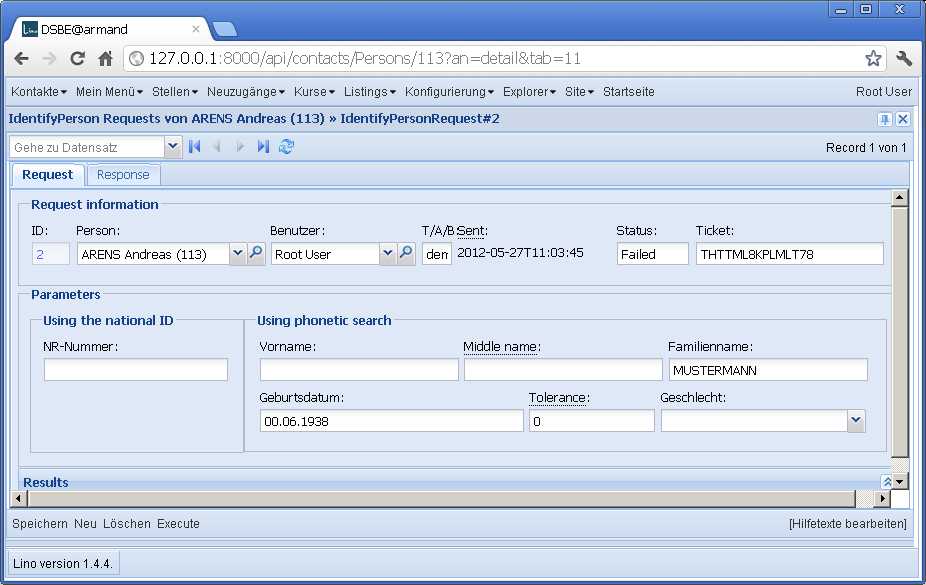 DSBE@armand
127.0.0.1:8000/api/contacts/Persons/113?an=detail&tab=11
Kontakte Mein Menü Stellen Neuzugänge Kurse Listings Konfigurierung Explorer Site Startseite Root User
IdentifyPerson Requests von ARENS Andreas (113) » IdentifyPersonRequest#2
Gehe zu Datensatz Record 1 von 1
Request Response
Request information
ID: Person: Benutzer: T/A/B Sent: Status: Ticket:
2 ARENS Andreas (113) Root User den 2012-05-27T11:03:45 Failed THTTML8KPLMLT78
Parameters
Using the national ID Using phonetic search
NR-Nummer: Vorname: Middle name: Familienname:
MUSTERMANN
Geburtsdatum: Tolerance: Geschlecht:
00.06.1938 0
Results
Speichern Neu Löschen Execute [Hilfetexte bearbeiten]
Lino version 1.4.4.